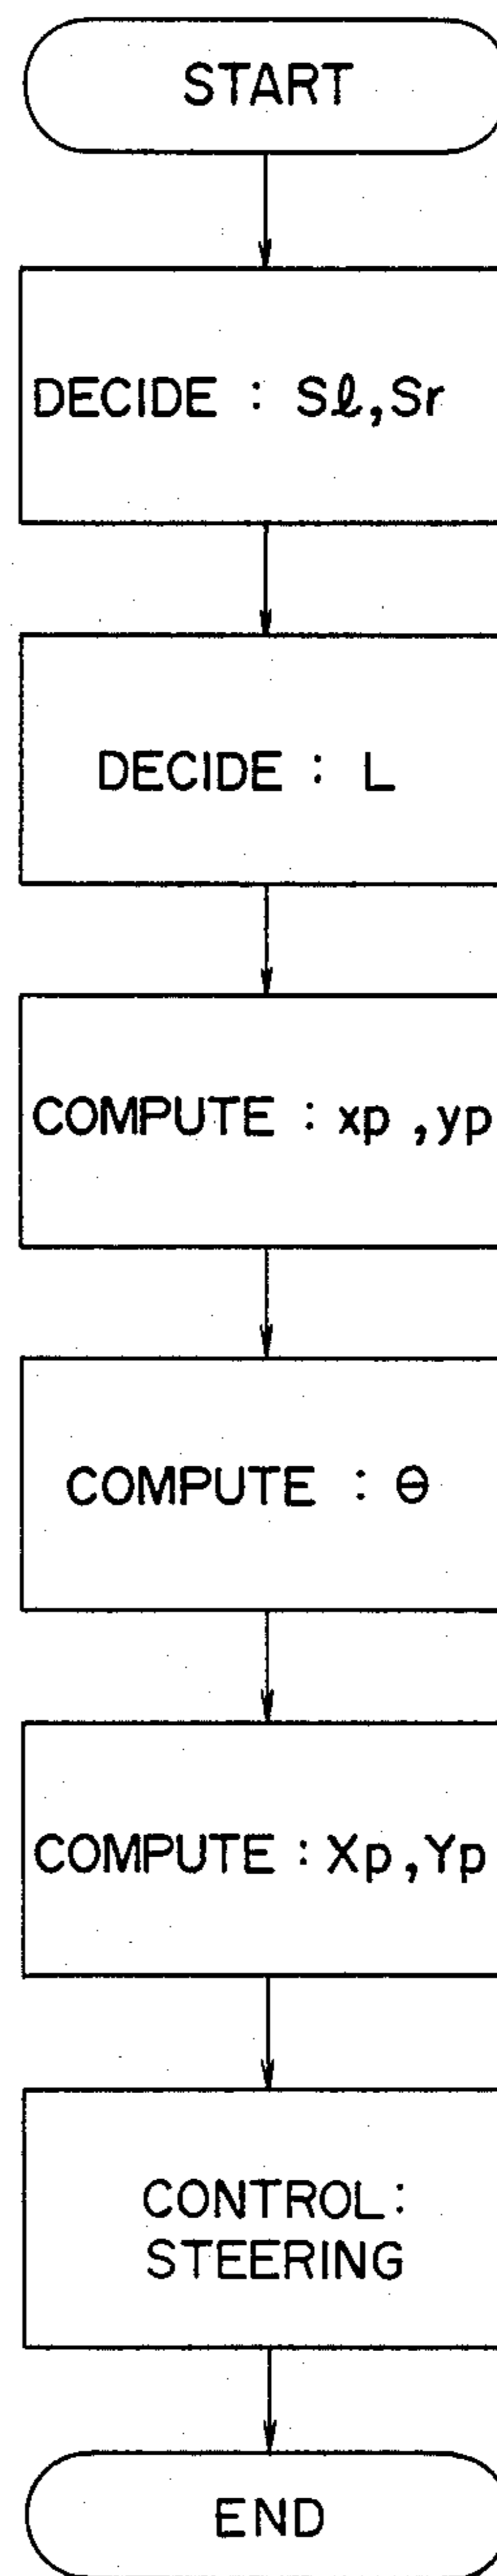 START
DECIDE : Sℓ,Sr
DECIDE : L
COMPUTE : xp ,yp
COMPUTE : θ
COMPUTE : Xp,Yp
CONTROL:
STEERING
END